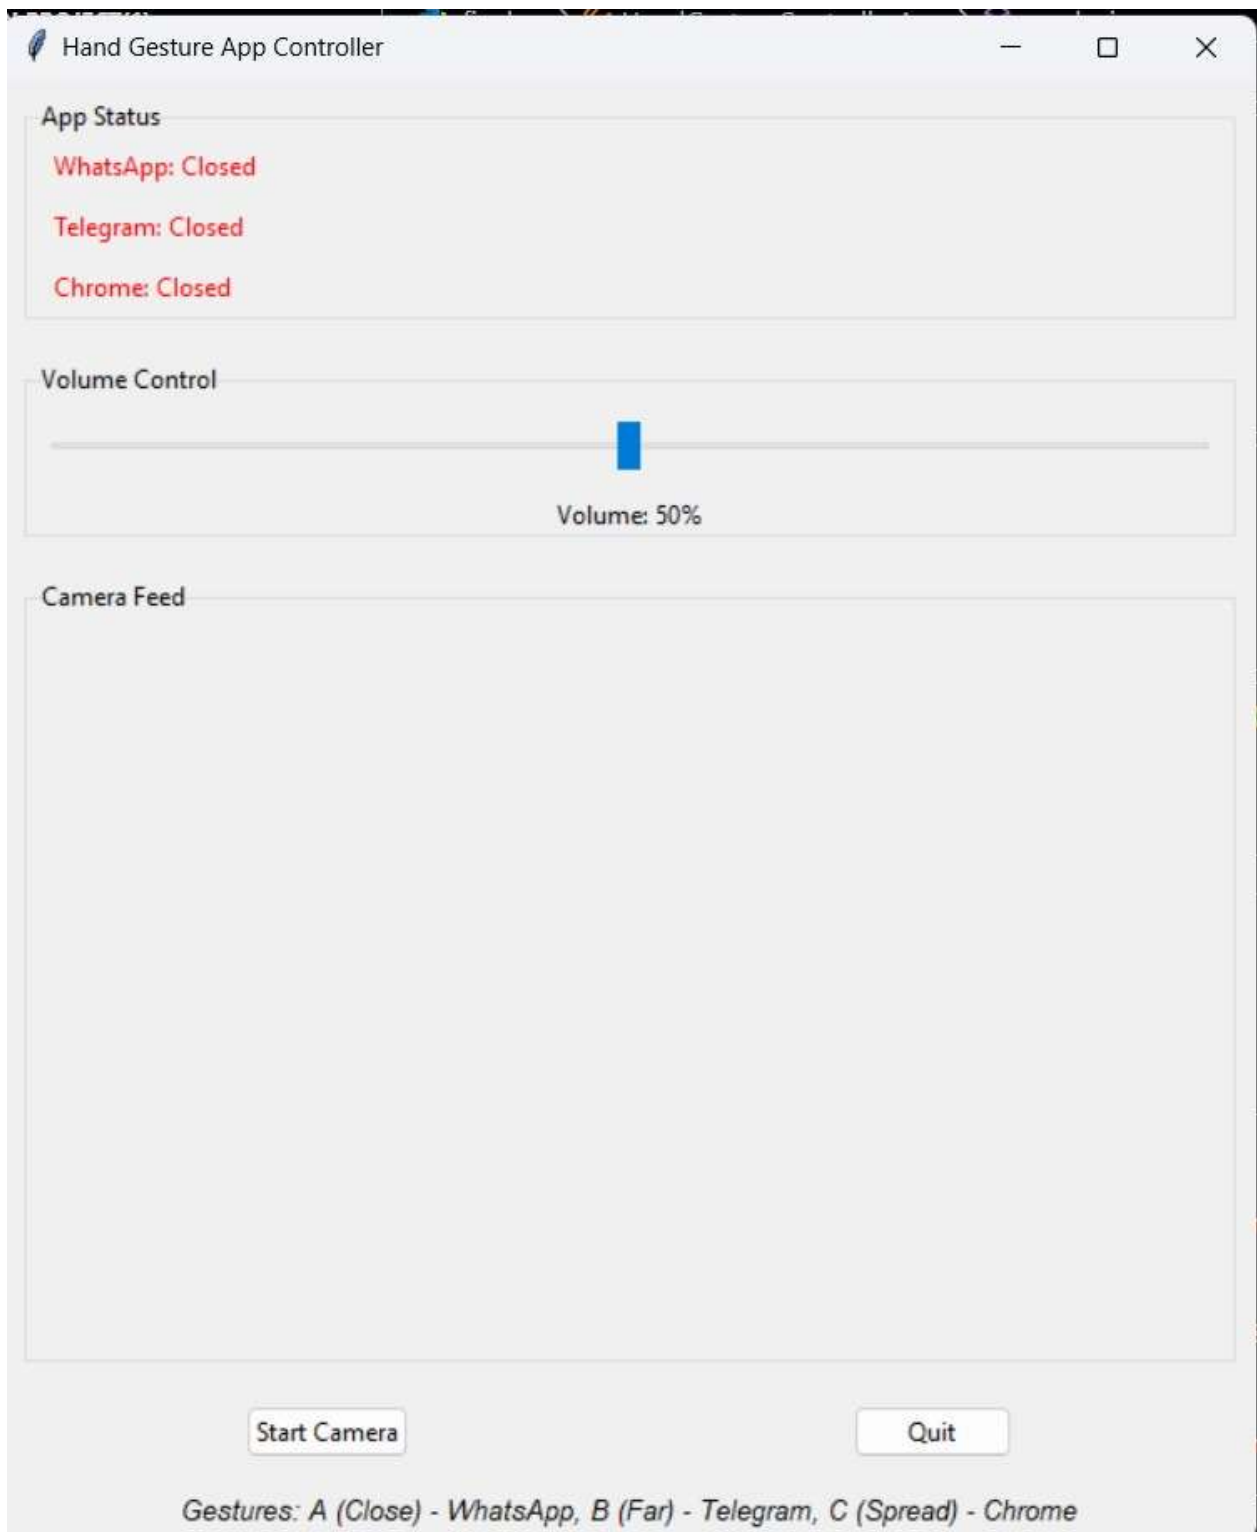 Hand Gesture App Controller
App Status
WhatsApp: Closed
Telegram: Closed
Chrome: Closed
Volume Control
Volume: 50%
Camera Feed
Start Camera Quit
Gestures: A (Close) - WhatsApp, B (Far) - Telegram, C (Spread) - Chrome